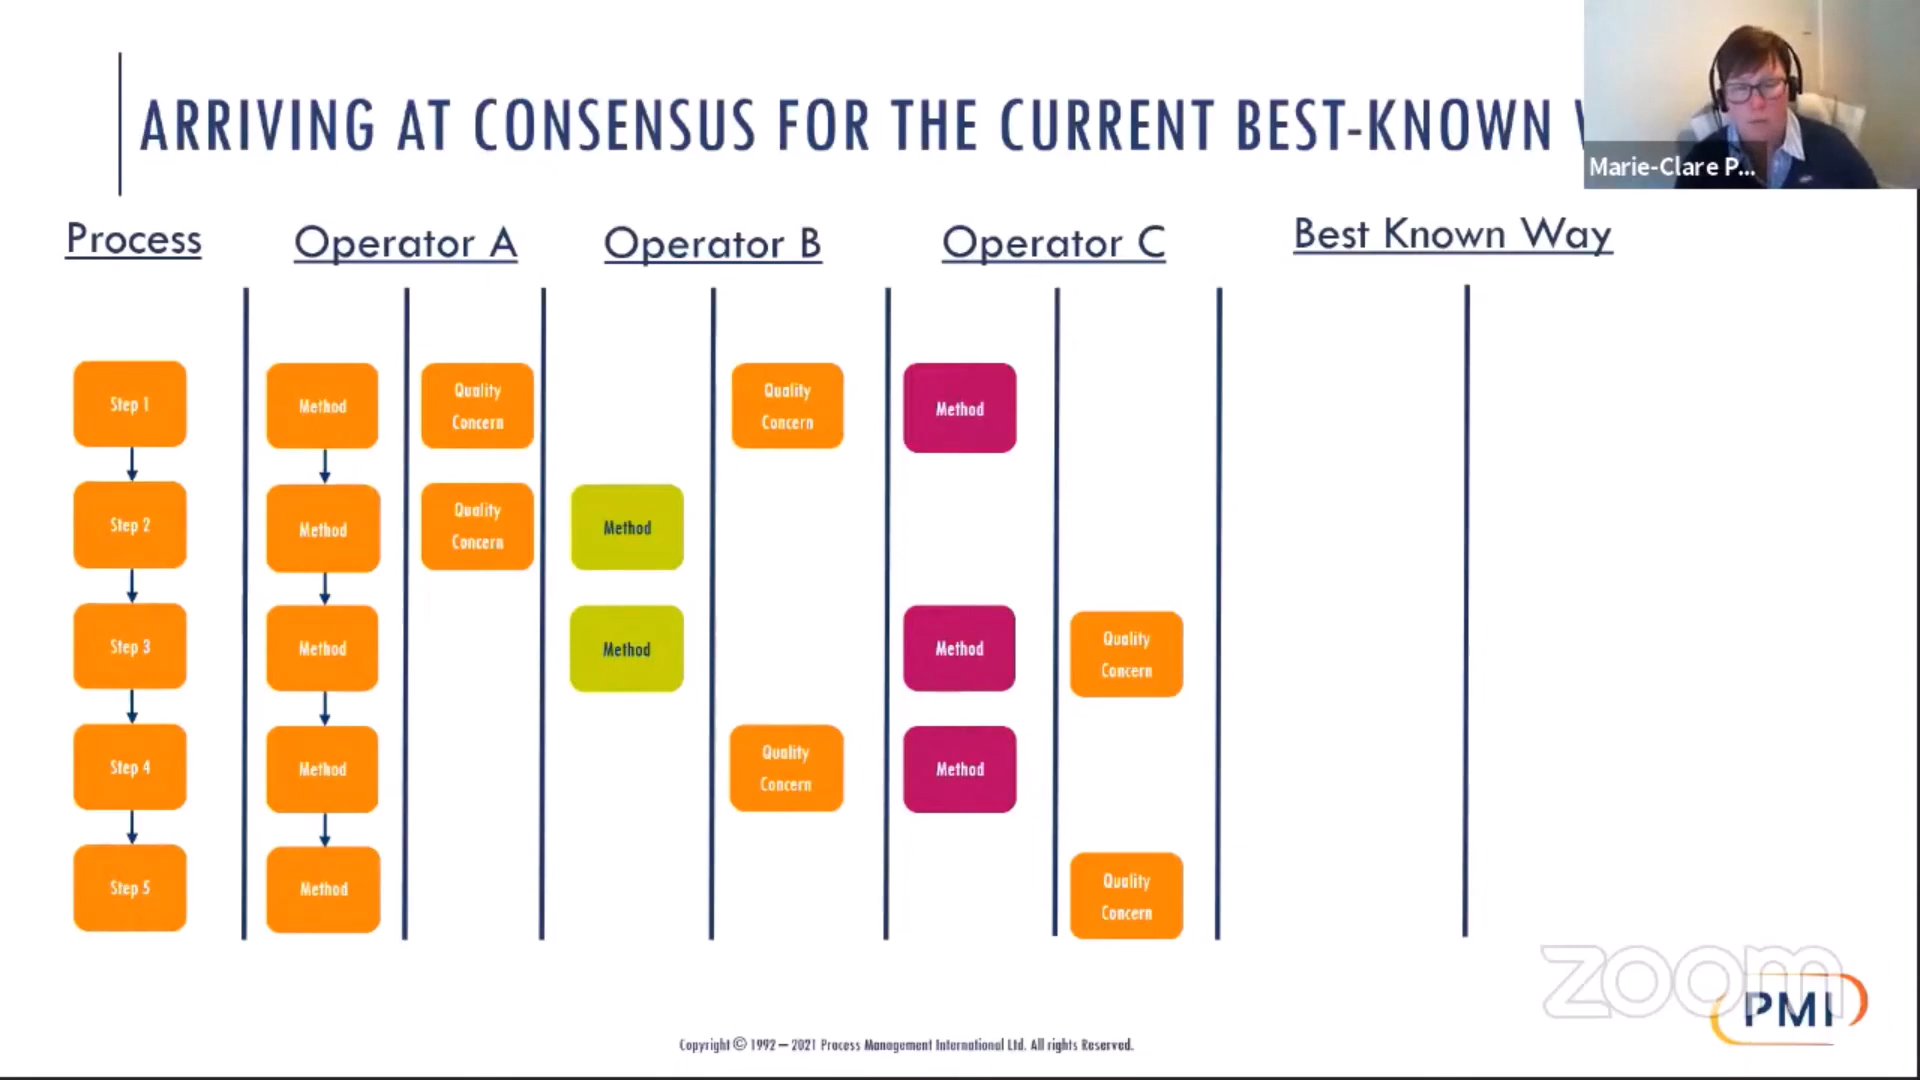 ARRIVING AT CONSENSUS FOR THE CURRENT BEST-KNOWN
Marie-Clare P...
Process
Operator A
Operator B
Operator C
Best Known Way
Step 1
Method
Quality
Concern
Quality
Concern
Method
Step 2
Method
Quality
Concern
Method
Step 3
Method
Method
Method
Quality
Concern
Step 4
Method
Quality
Concern
Method
Step 5
Method
Quality
Concern
zoom
PMI
Copyright © 1992 – 2021 Process Management International Ltd. All rights Reserved.